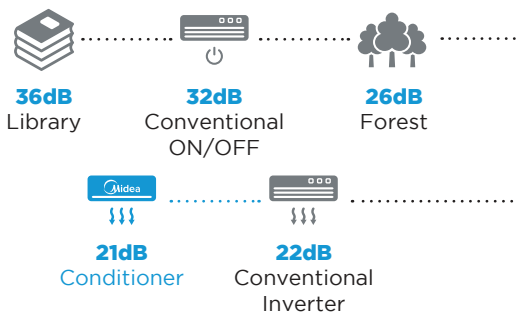 36dB
Library
32dB
Conventional
ON/OFF
26dB
Forest
Midea
21dB
Conditioner
22dB
Conventional
Inverter